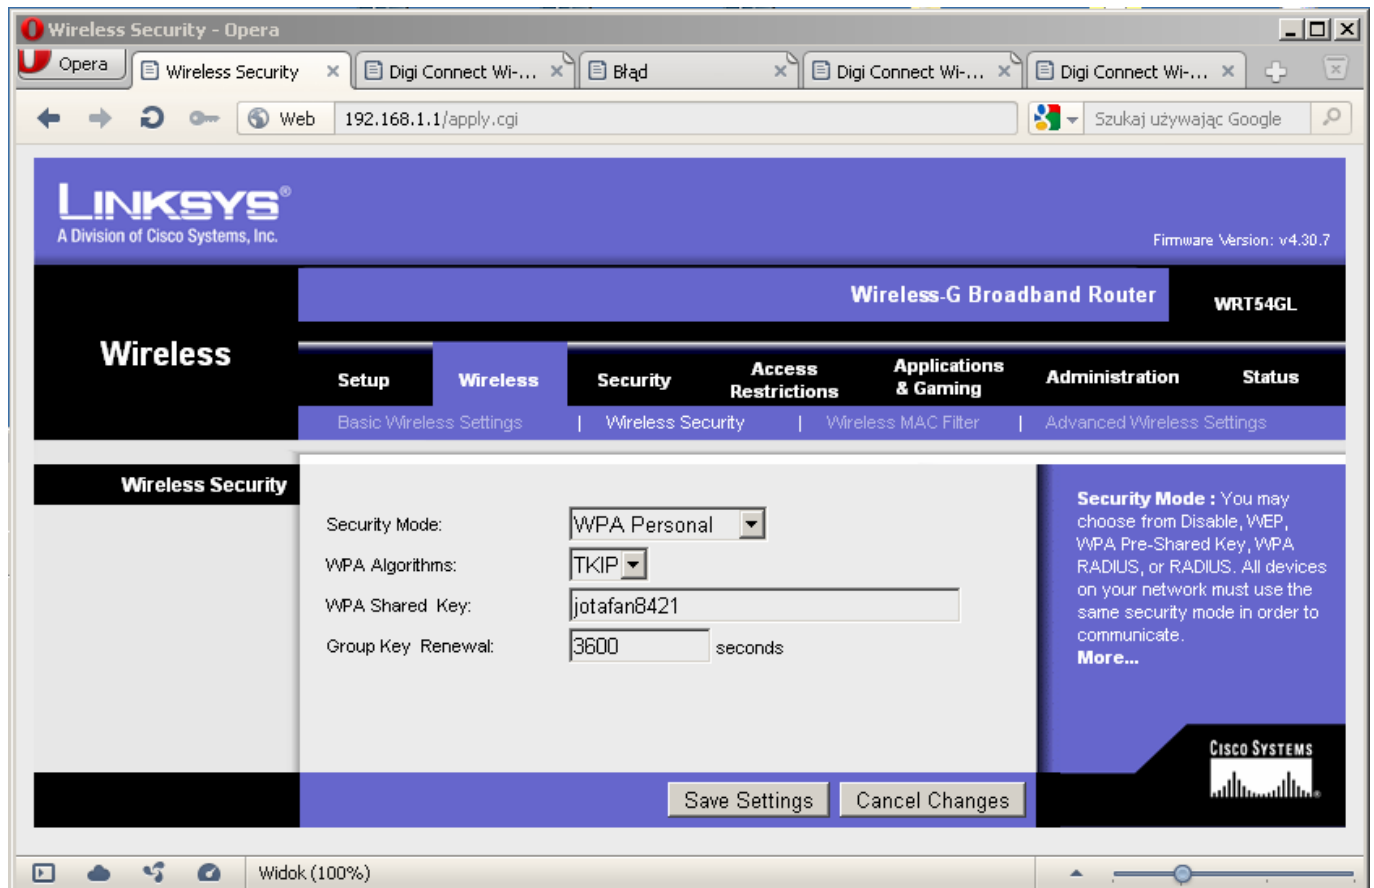 Wireless Security - Opera
Opera
Wireless Security
Digi Connect Wi-...
Błąd
Digi Connect Wi-...
Digi Connect Wi-...
Web
192.168.1.1/apply.cgi
Szukaj używając Google
LINKSYS®
A Division of Cisco Systems, Inc.
Firmware Version: v4.30.7
Wireless-G Broadband Router
WRT54GL
Wireless
Setup
Wireless
Security
Access Restrictions
Applications & Gaming
Administration
Status
Basic Wireless Settings | Wireless Security | Wireless MAC Filter | Advanced Wireless Settings
Wireless Security
Security Mode: WPA Personal
WPA Algorithms: TKIP
WPA Shared Key: jotafan8421
Group Key Renewal: 3600 seconds
Security Mode : You may
choose from Disable, WEP,
WPA Pre-Shared Key, WPA
RADIUS, or RADIUS. All devices
on your network must use the
same security mode in order to
communicate.
More...
CISCO SYSTEMS
Save Settings
Cancel Changes
Widok (100%)